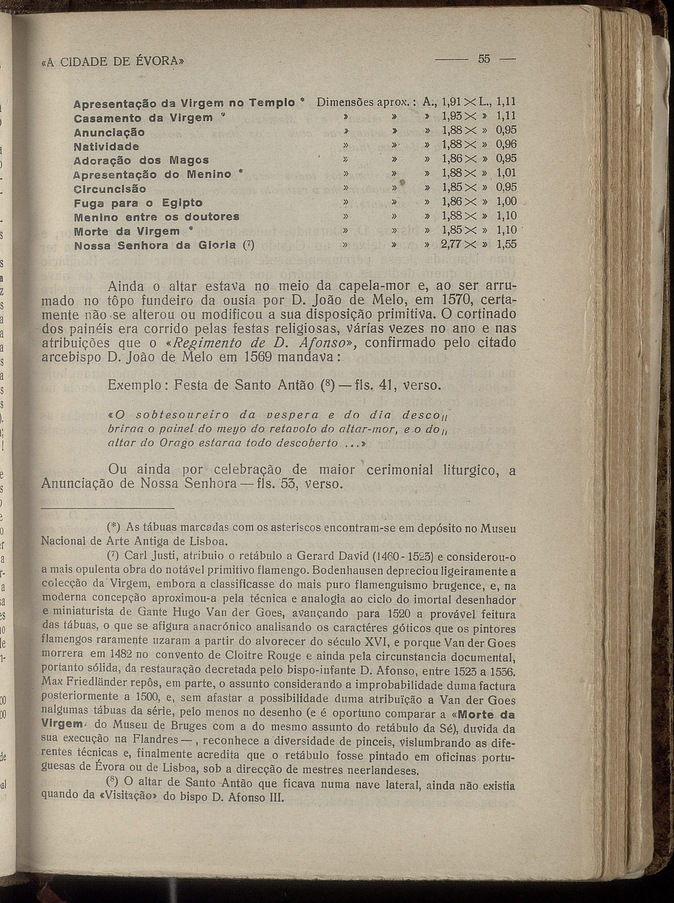 «A CIDADE DE ÉVORA» 55
Apresentação da Virgem no Templo * Dimensões aprox. : A., 1,91 × L., 1,11
Casamento da Virgem * » » » 1,93 × » 1,11
Anunciação » » » 1,88 × » 0,95
Natividade » » » 1,88 × » 0,96
Adoração dos Magos » » » 1,86 × » 0,95
Apresentação do Menino * » » » 1,88 × » 1,01
Circuncisão » » » 1,85 × » 0,95
Fuga para o Egipto » » » 1,86 × » 1,00
Menino entre os doutores » » » 1,88 × » 1,10
Morte da Virgem * » » » 1,85 × » 1,10
Nossa Senhora da Gloria (⁷) » » » 2,77 × » 1,55
Ainda o altar estava no meio da capela-mor e, ao ser arru-
mado no tôpo fundeiro da ousia por D. João de Melo, em 1570, certa-
mente não se alterou ou modificou a sua disposição primitiva. O cortinado
dos painéis era corrido pelas festas religiosas, várias vezes no ano e nas
atribuïções que o «Regimento de D. Afonso», confirmado pelo citado
arcebispo D. João de Melo em 1569 mandava :
Exemplo : Festa de Santo Antão (⁸) — fls. 41, verso.
«O sobtesoureiro da vespera e do dia desco,,
briraa o painel do meyo do retavolo do altar-mor, e o do,,
altar do Orago estaraa todo descoberto ...»
Ou ainda por celebração de maior cerimonial liturgico, a
Anunciação de Nossa Senhora — fls. 53, verso.
(*) As tábuas marcadas com os asteriscos encontram-se em depósito no Museu
Nacional de Arte Antiga de Lisboa.
(⁷) Carl Justi, atribuio o retábulo a Gerard David (1460 - 1523) e considerou-o
a mais opulenta obra do notável primitivo flamengo. Bodenhausen depreciou ligeiramente a
colecção da Virgem, embora a classificasse do mais puro flamenguismo brugence, e, na
moderna concepção aproximou-a pela técnica e analogia ao ciclo do imortal desenhador
e miniaturista de Gante Hugo Van der Goes, avançando para 1520 a provável feitura
das tábuas, o que se afigura anacrónico analisando os caractéres góticos que os pintores
flamengos raramente uzaram a partir do alvorecer do século XVI, e porque Van der Goes
morrera em 1482 no convento de Cloitre Rouge e ainda pela circunstancia documental,
portanto sólida, da restauração decretada pelo bispo-infante D. Afonso, entre 1523 a 1536.
Max Friedländer repôs, em parte, o assunto considerando a improbabilidade duma factura
posteriormente a 1500, e, sem afastar a possibilidade duma atribuïção a Van der Goes
nalgumas tábuas da série, pelo menos no desenho (e é oportuno comparar a «Morte da
Virgem» do Museu de Bruges com a do mesmo assunto do retábulo da Sé), duvida da
sua execução na Flandres — , reconhece a diversidade de pinceis, vislumbrando as dife-
rentes técnicas e, finalmente acredita que o retábulo fosse pintado em oficinas portu-
guesas de Évora ou de Lisboa, sob a direcção de mestres neerlandeses.
(⁸) O altar de Santo Antão que ficava numa nave lateral, ainda não existia
quando da «Visitação» do bispo D. Afonso III.